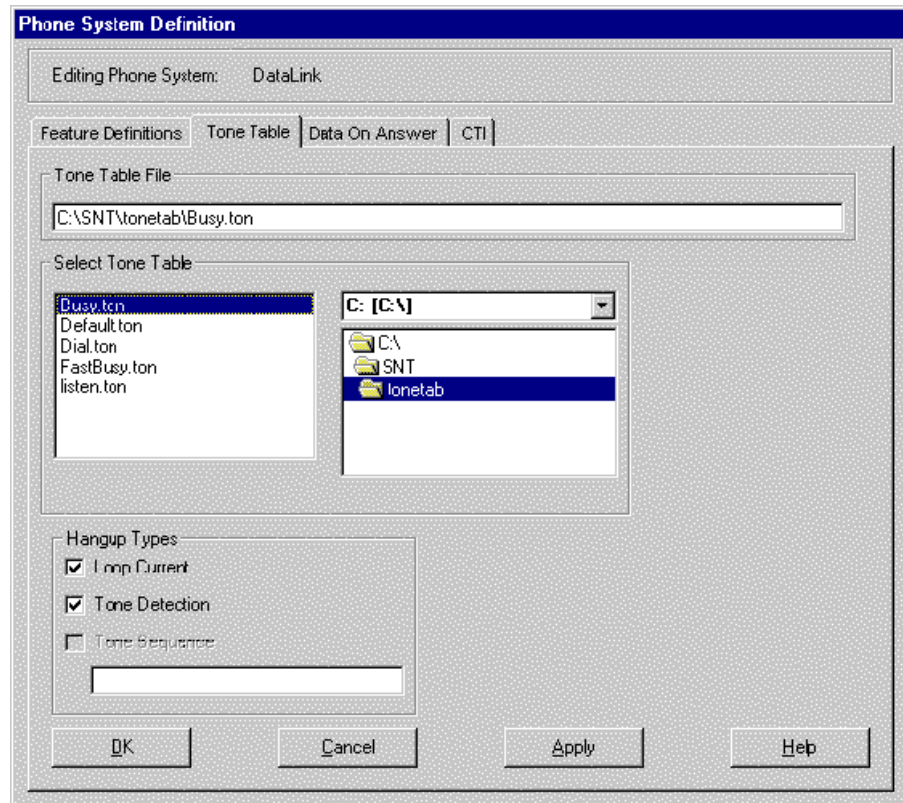 Phone System Definition
Editing Phone System: DataLink
Feature Definitions Tone Table Data On Answer CTI
Tone Table File
C:\SNT\tonetab\Busy.ton
Select Tone Table
Busy.ton
Default.ton
Dial.ton
FastBusy.ton
listen.ton
C: [C:\]
C:\
SNT
tonetab
Hangup Types
Loop Current
Tone Detection
Tone Sequence
OK Cancel Apply Help